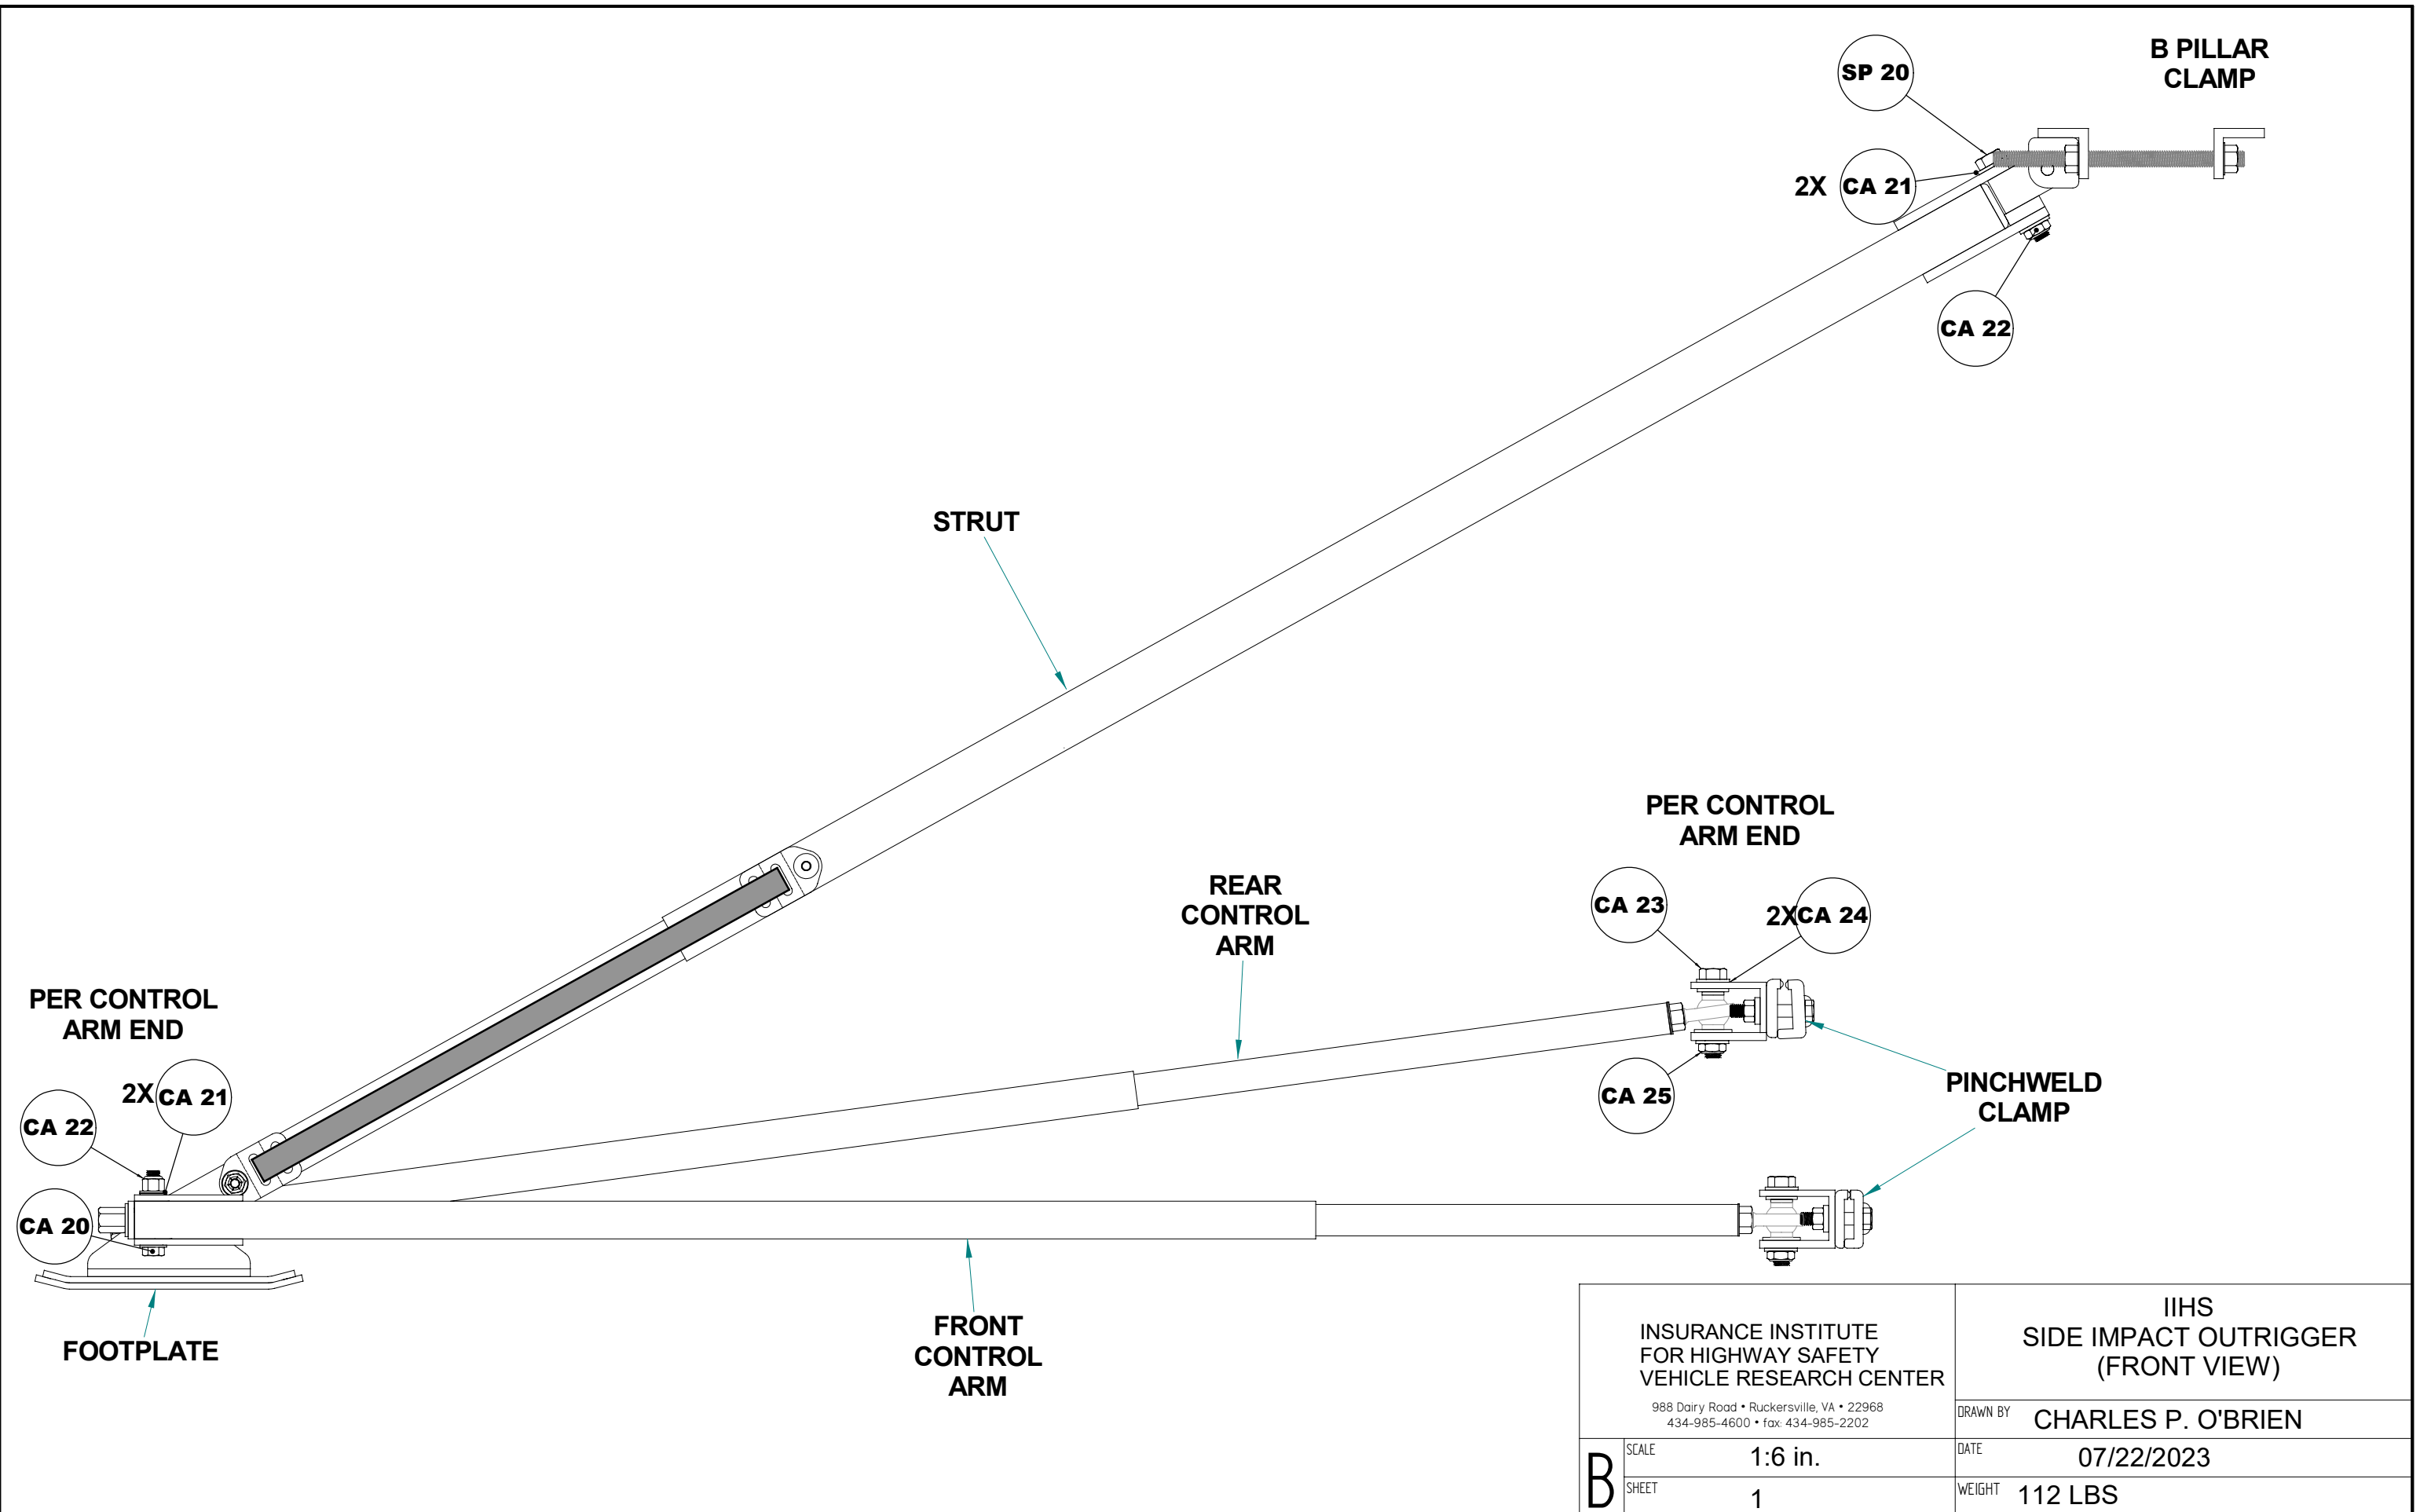 B PILLAR
CLAMP
SP 20
2X CA 21
CA 22
STRUT
PER CONTROL
ARM END
CA 23
2X CA 24
REAR
CONTROL
ARM
CA 25
PINCHWELD
CLAMP
PER CONTROL
ARM END
2X CA 21
CA 22
CA 20
FOOTPLATE
FRONT
CONTROL
ARM
INSURANCE INSTITUTE
FOR HIGHWAY SAFETY
VEHICLE RESEARCH CENTER
988 Dairy Road • Ruckersville, VA • 22968
434-985-4600 • fax: 434-985-2202
IIHS
SIDE IMPACT OUTRIGGER
(FRONT VIEW)
DRAWN BY CHARLES P. O'BRIEN
B
SCALE 1:6 in.
DATE 07/22/2023
SHEET 1
WEIGHT 112 LBS